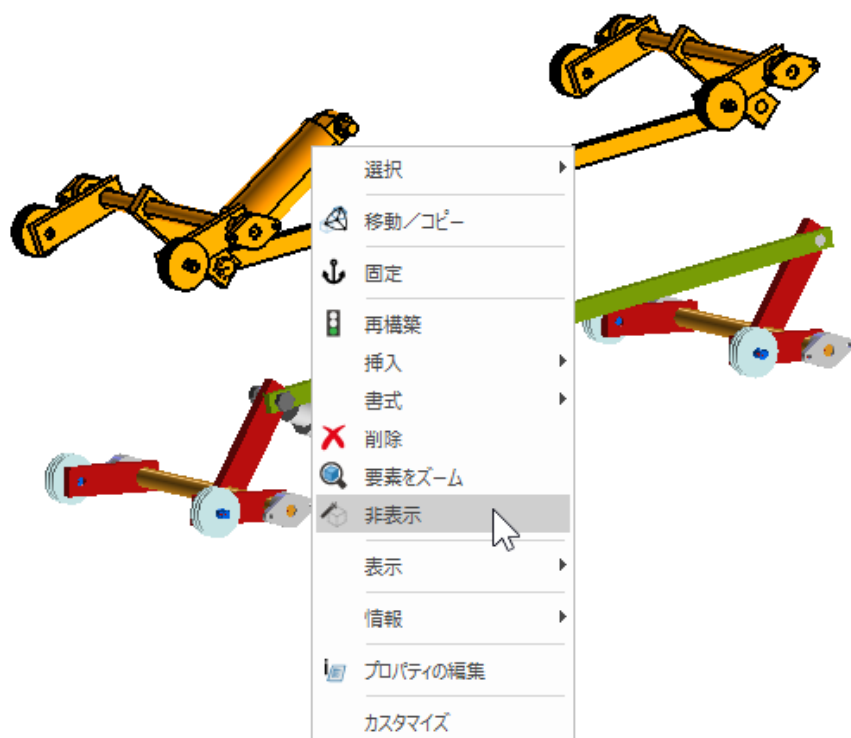 選択
移動／コピー
固定
再構築
挿入
書式
削除
要素をズーム
非表示
表示
情報
プロパティの編集
カスタマイズ